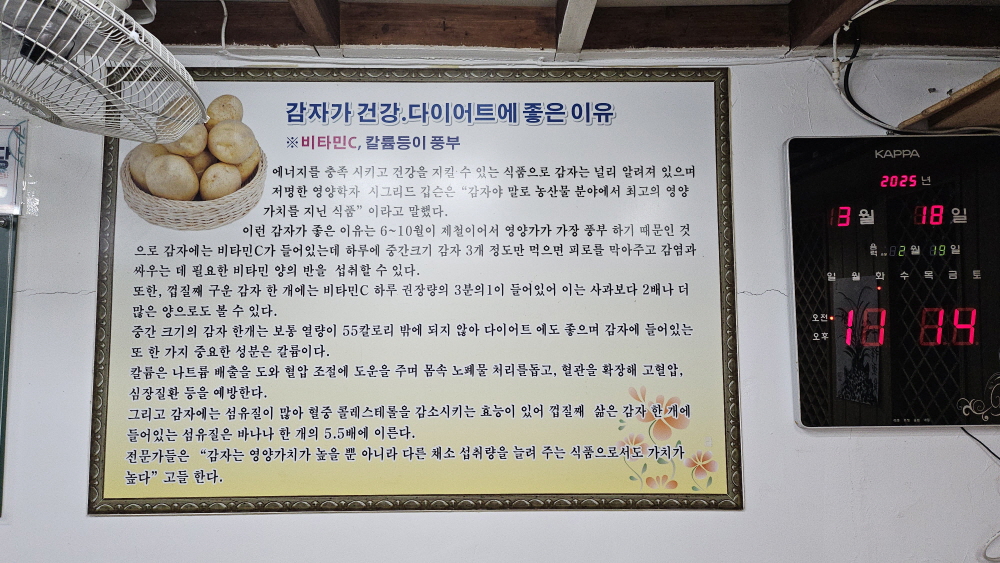 감자가 건강.다이어트에 좋은 이유
※비타민C, 칼륨등이 풍부
에너지를 충족 시키고 건강을 지킬 수 있는 식품으로 감자는 널리 알려져 있으며
저명한 영양학자 시그리드 깁슨은 “감자야 말로 농산물 분야에서 최고의 영양
가치를 지닌 식품” 이라고 말했다.
이런 감자가 좋은 이유는 6~10월이 제철이어서 영양가가 가장 풍부 하기 때문인 것
으로 감자에는 비타민C가 들어있는데 하루에 중간크기 감자 3개 정도만 먹으면 피로를 막아주고 감염과
싸우는 데 필요한 비타민 양의 반을 섭취할 수 있다.
또한, 껍질째 구운 감자 한 개에는 비타민C 하루 권장량의 3분의1이 들어있어 이는 사과보다 2배나 더
많은 양으로도 볼 수 있다.
중간 크기의 감자 한개는 보통 열량이 55칼로리 밖에 되지 않아 다이어트 에도 좋으며 감자에 들어있는
또 한 가지 중요한 성분은 칼륨이다.
칼륨은 나트륨 배출을 도와 혈압 조절에 도움을 주며 몸속 노폐물 처리를돕고, 혈관을 확장해 고혈압,
심장질환 등을 예방한다.
그리고 감자에는 섬유질이 많아 혈중 콜레스테롤을 감소시키는 효능이 있어 껍질째 삶은 감자 한 개에
들어있는 섬유질은 바나나 한 개의 5.5배에 이른다.
전문가들은 “감자는 영양가치가 높을 뿐 아니라 다른 채소 섭취량을 늘려 주는 식품으로서도 가치가
높다” 고들 한다.
KAPPA
2025 년
3월 18일
음력 2월 19일
일 월 화 수 목 금 토
오전
오후
11 14
당